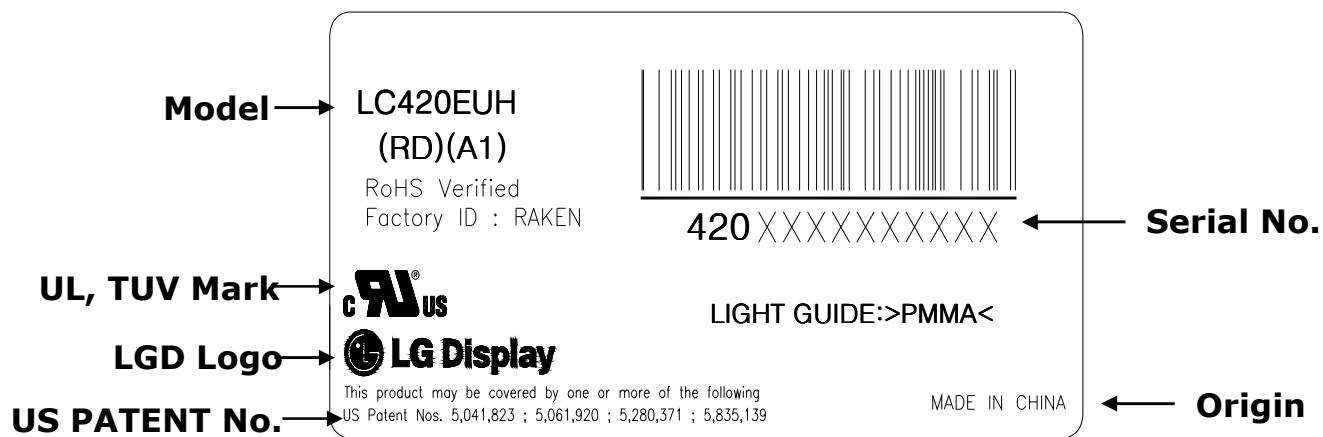 Model
LC420EUH
(RD)(A1)
RoHS Verified
Factory ID : RAKEN
420XXXXXXXXXX
Serial No.
UL, TUV Mark
c RU ® US
LIGHT GUIDE:>PMMA<
LGD Logo
LG Display
This product may be covered by one or more of the following
US PATENT No.
US Patent Nos. 5,041,823 ; 5,061,920 ; 5,280,371 ; 5,835,139
MADE IN CHINA
Origin